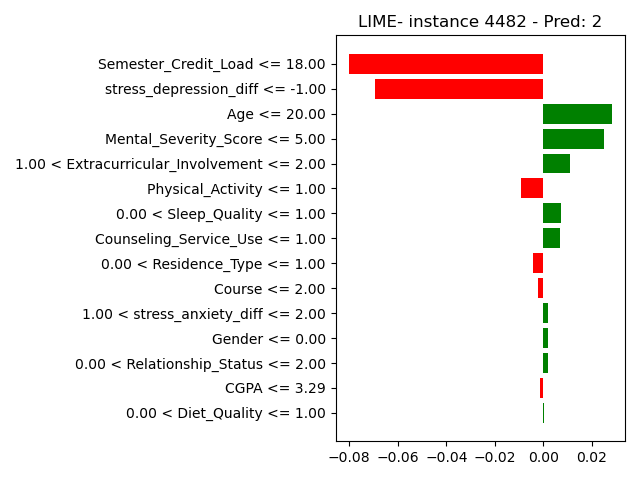 LIME- instance 4482 - Pred: 2
Semester_Credit_Load <= 18.00
stress_depression_diff <= -1.00
Age <= 20.00
Mental_Severity_Score <= 5.00
1.00 < Extracurricular_Involvement <= 2.00
Physical_Activity <= 1.00
0.00 < Sleep_Quality <= 1.00
Counseling_Service_Use <= 1.00
0.00 < Residence_Type <= 1.00
Course <= 2.00
1.00 < stress_anxiety_diff <= 2.00
Gender <= 0.00
0.00 < Relationship_Status <= 2.00
CGPA <= 3.29
0.00 < Diet_Quality <= 1.00
−0.08 −0.06 −0.04 −0.02 0.00 0.02